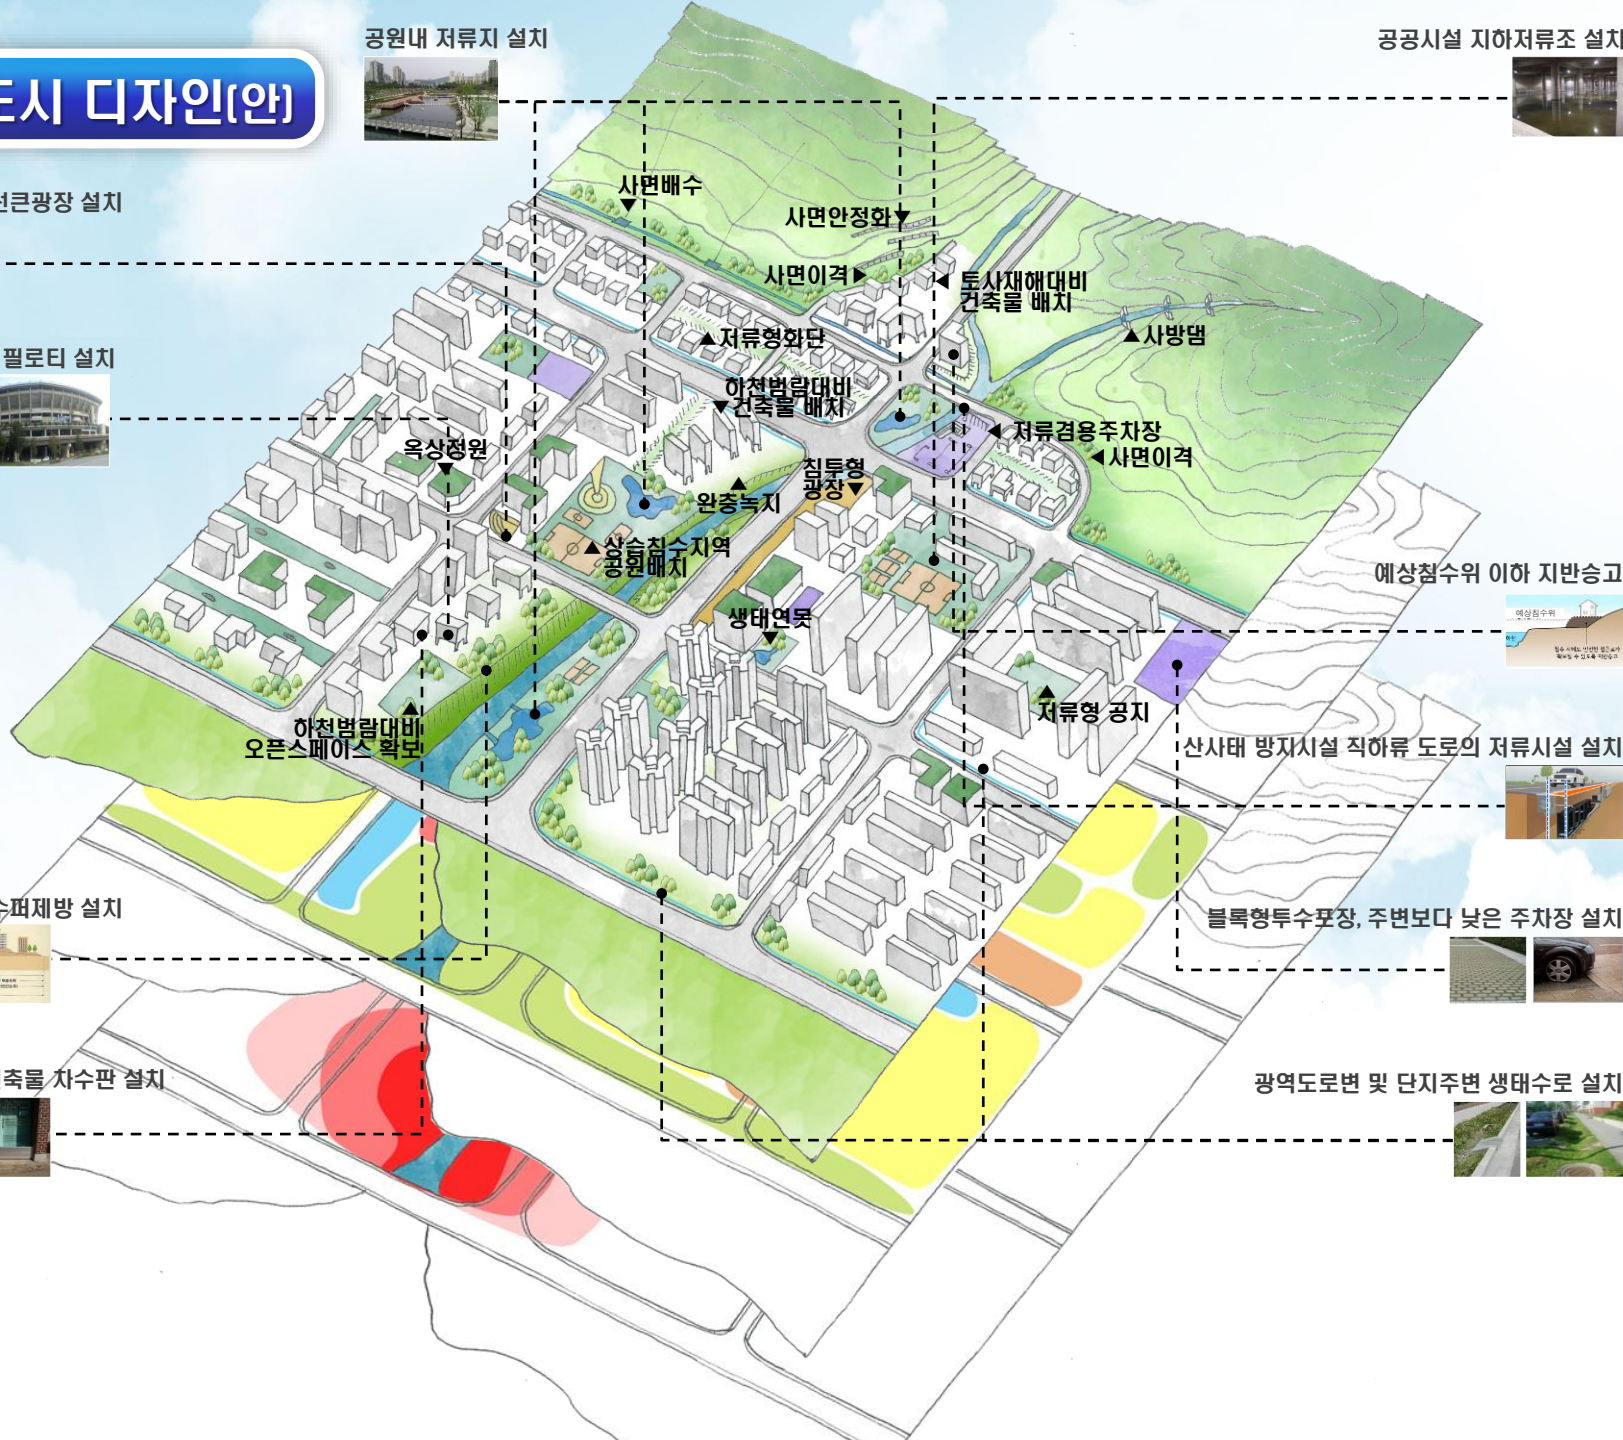 공원내 저류지 설치
공공시설 지하저류조 설치
도시 디자인(안)
선큰광장 설치
사면배수
사면안정화
사면이격
토사재해대비
건축물 배치
사방댐
필로티 설치
저류형화단
하천범람대비
건축물 배치
저류겸용주차장
사면이격
옥상정원
침투형
광장
완충녹지
상습침수지역
공원배치
예상침수위 이하 지반승고
예상침수위
생태연못
저류형 공지
하천범람대비
오픈스페이스 확보
산사태 방지시설 직하류 도로의 저류시설 설치
슈퍼제방 설치
블록형투수포장, 주변보다 낮은 주차장 설치
건축물 차수판 설치
광역도로변 및 단지주변 생태수로 설치